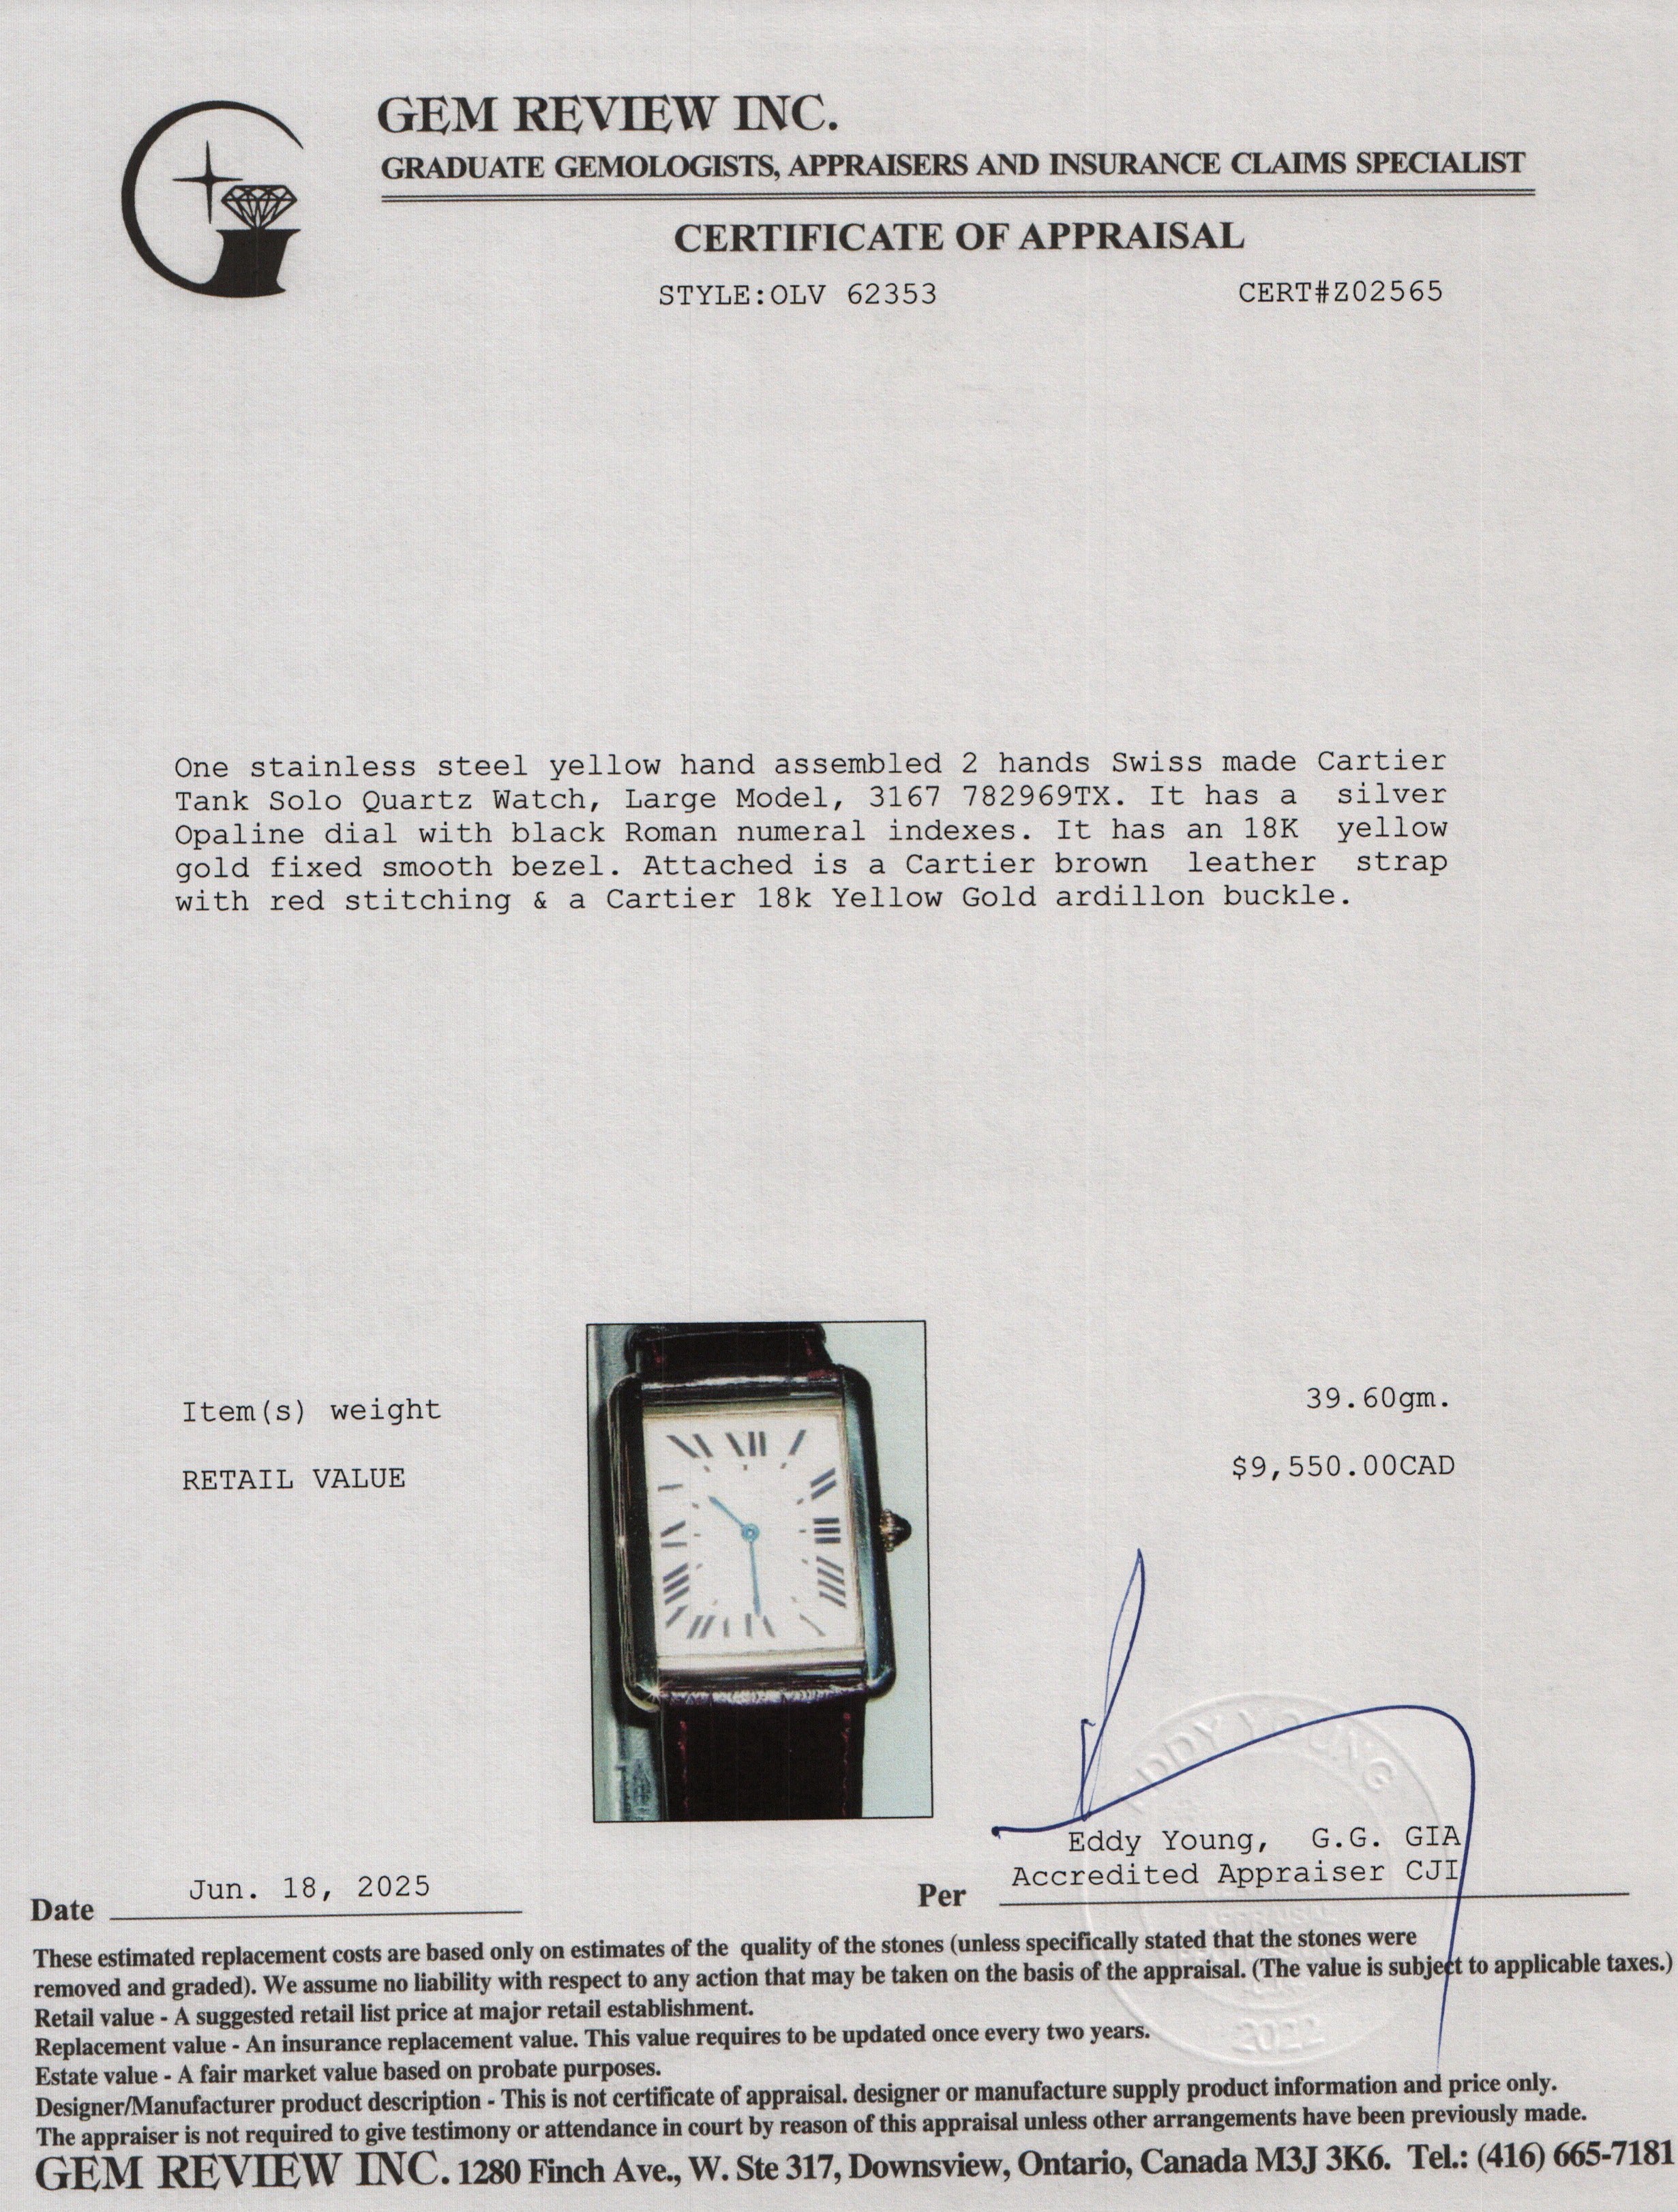 GEM REVIEW INC.
GRADUATE GEMOLOGISTS, APPRAISERS AND INSURANCE CLAIMS SPECIALIST
CERTIFICATE OF APPRAISAL
STYLE:OLV 62353 CERT#Z02565
One stainless steel yellow hand assembled 2 hands Swiss made Cartier
Tank Solo Quartz Watch, Large Model, 3167 782969TX. It has a silver
Opaline dial with black Roman numeral indexes. It has an 18K yellow
gold fixed smooth bezel. Attached is a Cartier brown leather strap
with red stitching & a Cartier 18k Yellow Gold ardillon buckle.
Item(s) weight 39.60gm.
RETAIL VALUE $9,550.00CAD
EDDY YOUNG
Eddy Young, G.G. GIA
Accredited Appraiser CJI
Date Jun. 18, 2025 Per
2022
These estimated replacement costs are based only on estimates of the quality of the stones (unless specifically stated that the stones were
removed and graded). We assume no liability with respect to any action that may be taken on the basis of the appraisal. (The value is subject to applicable taxes.)
Retail value - A suggested retail list price at major retail establishment.
Replacement value - An insurance replacement value. This value requires to be updated once every two years.
Estate value - A fair market value based on probate purposes.
Designer/Manufacturer product description - This is not certificate of appraisal. designer or manufacture supply product information and price only.
The appraiser is not required to give testimony or attendance in court by reason of this appraisal unless other arrangements have been previously made.
GEM REVIEW INC. 1280 Finch Ave., W. Ste 317, Downsview, Ontario, Canada M3J 3K6. Tel.: (416) 665-7181